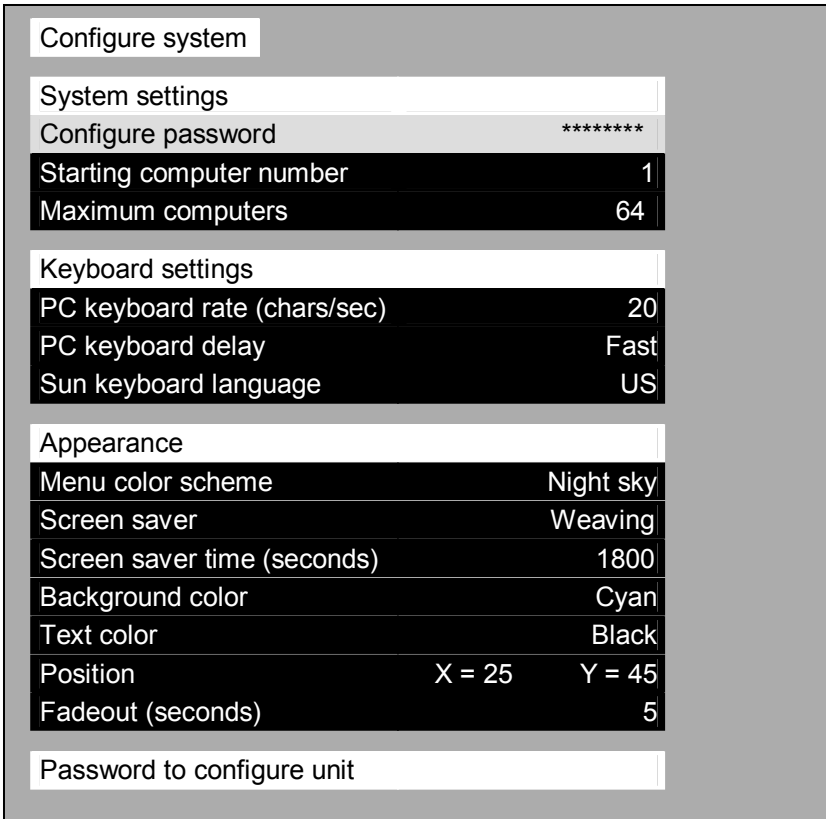 Configure system
System settings
Configure password ********
Starting computer number 1
Maximum computers 64
Keyboard settings
PC keyboard rate (chars/sec) 20
PC keyboard delay Fast
Sun keyboard language US
Appearance
Menu color scheme Night sky
Screen saver Weaving
Screen saver time (seconds) 1800
Background color Cyan
Text color Black
Position X = 25 Y = 45
Fadeout (seconds) 5
Password to configure unit